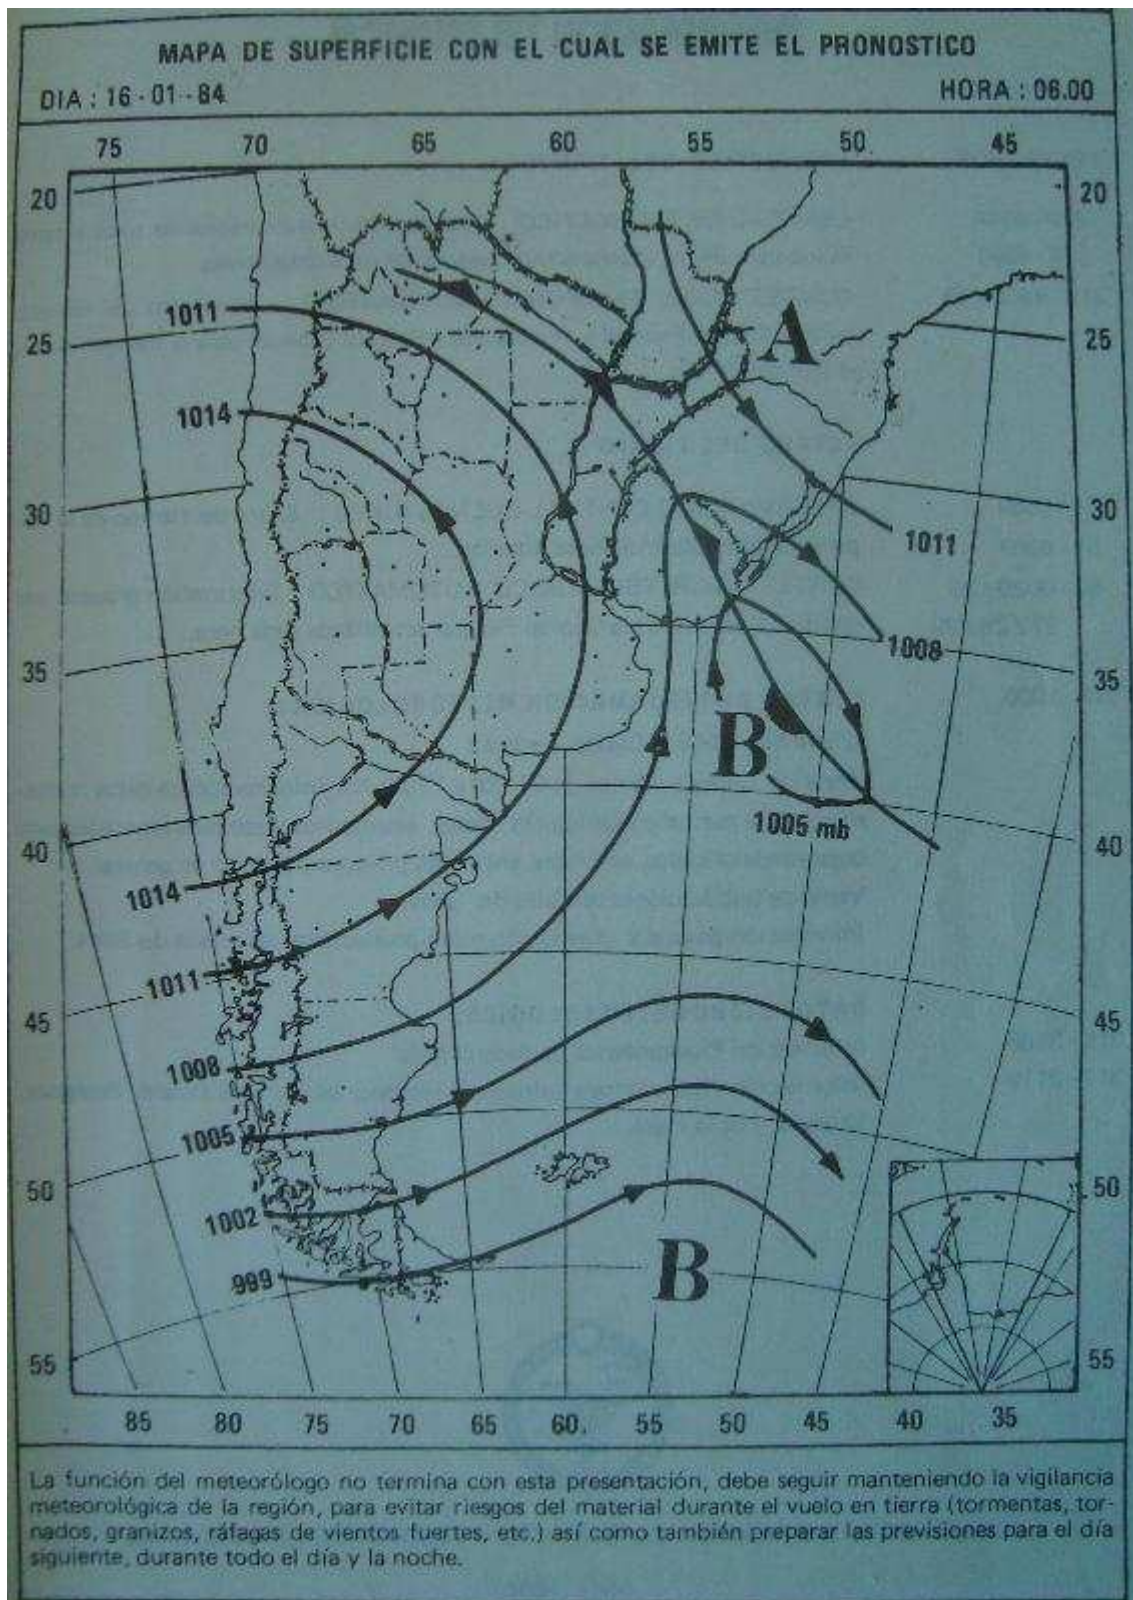 MAPA DE SUPERFICIE CON EL CUAL SE EMITE EL PRONOSTICO
DIA : 16 - 01 - 84 HORA : 06.00
75 70 65 60 55 50 45
20 20
A
1011
25 25
1014
30 30
1011
1008
35 35
B
1005 mb
40 40
1014
1011
45 45
1008
1005
50 50
1002
999
B
55 55
85 80 75 70 65 60. 55 50 45 40 35
La función del meteorólogo no termina con esta presentación, debe seguir manteniendo la vigilancia
meteorológica de la región, para evitar riesgos del material durante el vuelo en tierra (tormentas, tor-
nados, granizos, ráfagas de vientos fuertes, etc.) así como también preparar las previsiones para el día
siguiente, durante todo el día y la noche.